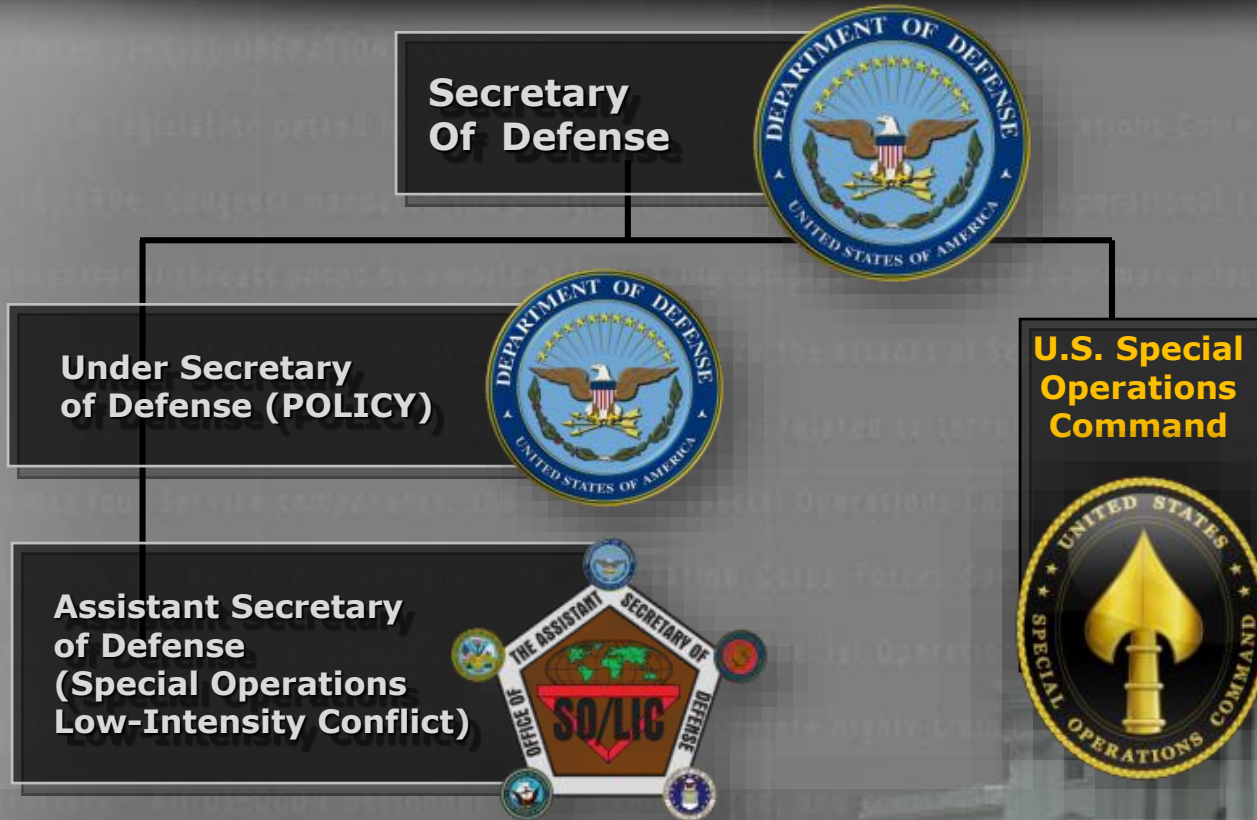 Secretary
Of Defense
DEPARTMENT OF DEFENSE
UNITED STATES OF AMERICA
Under Secretary
of Defense (POLICY)
DEPARTMENT OF DEFENSE
UNITED STATES OF AMERICA
U.S. Special
Operations
Command
UNITED STATES
SPECIAL OPERATIONS COMMAND
Assistant Secretary
of Defense
(Special Operations
Low-Intensity Conflict)
OFFICE OF THE ASSISTANT SECRETARY OF DEFENSE
SO/LIC